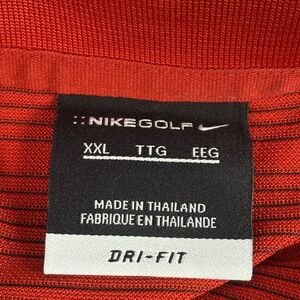 NIKEGOLF
XXL TTG EEG
MADE IN THAILAND
FABRIQUE EN THAILANDE
DRI-FIT